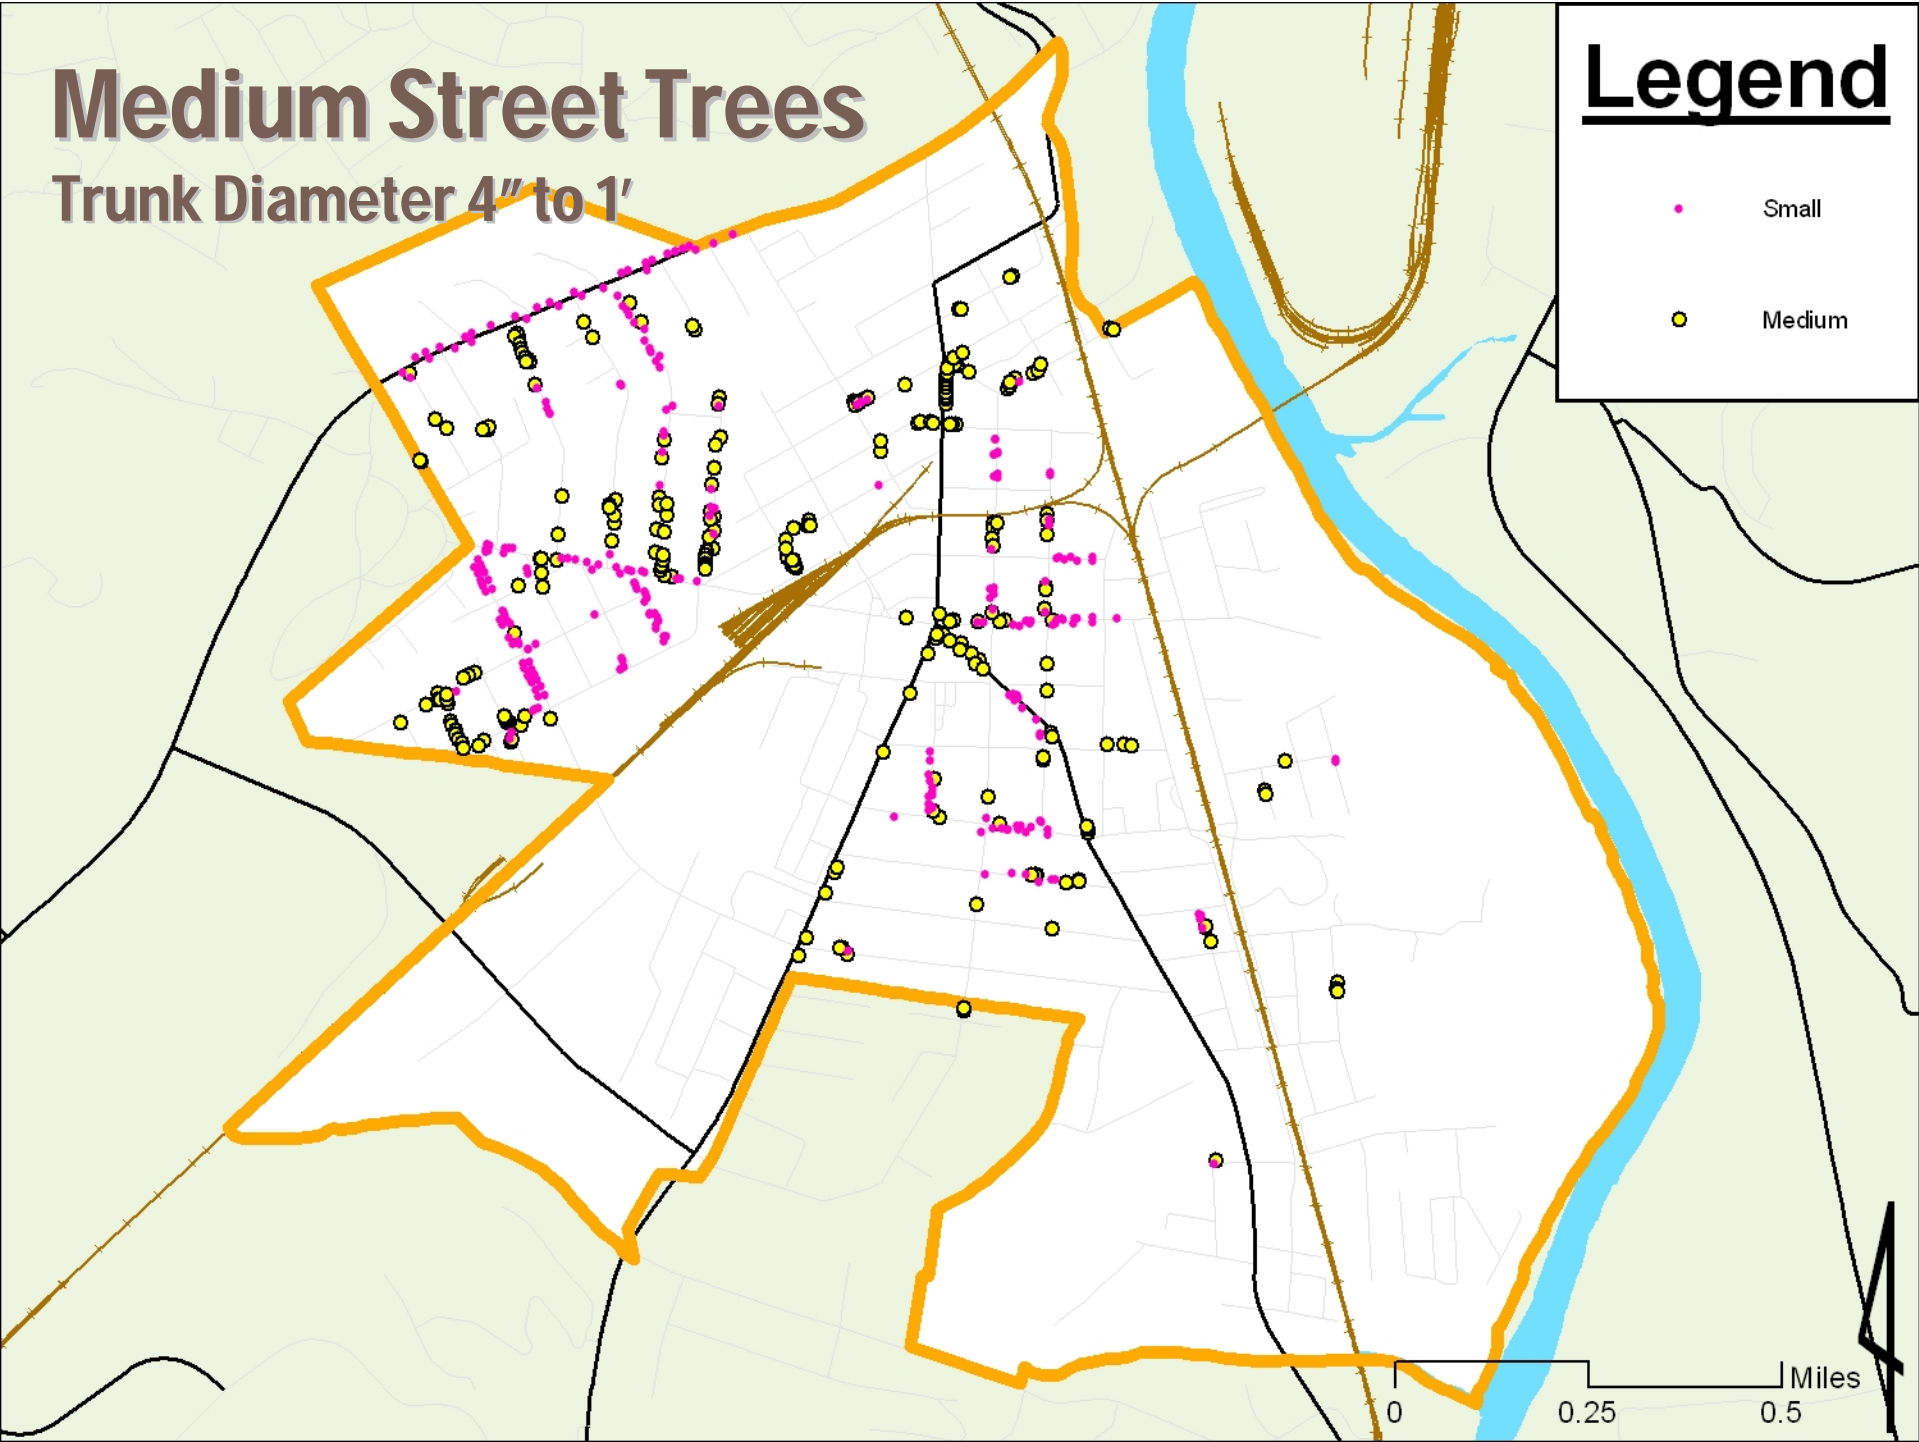 Medium Street Trees
Trunk Diameter 4" to 1'
Legend
Small
Medium
Miles
0 0.25 0.5